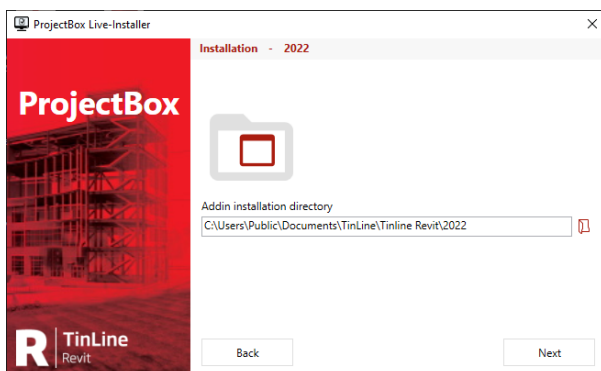 ProjectBox Live-Installer
Installation - 2022
ProjectBox
Addin installation directory
C:\Users\Public\Documents\TinLine\Tinline Revit\2022
R TinLine
Revit
Back
Next